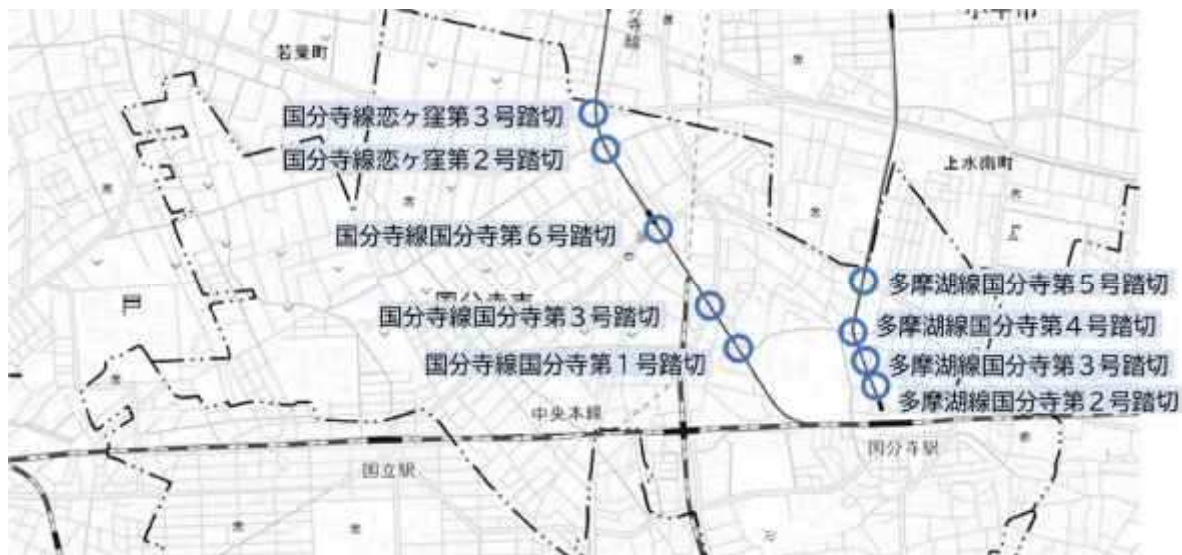 若葉町
国分寺線恋ヶ窪第３号踏切
国分寺線恋ヶ窪第２号踏切
上水南町
国分寺線国分寺第６号踏切
多摩湖線国分寺第５号踏切
国分寺線国分寺第３号踏切
多摩湖線国分寺第４号踏切
国分寺線国分寺第１号踏切
多摩湖線国分寺第３号踏切
多摩湖線国分寺第２号踏切
中央本線
国立駅
国分寺駅